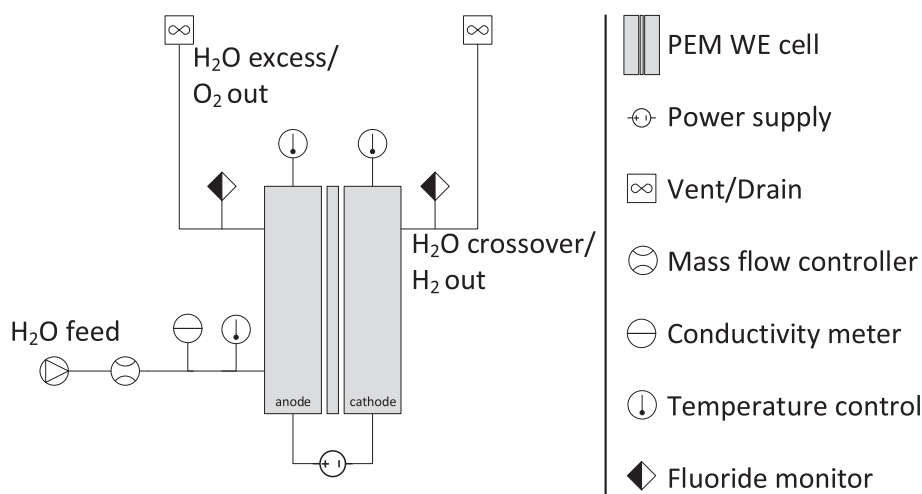 H₂O excess/
O₂ out
H₂O crossover/
H₂ out
H₂O feed
anode
cathode
PEM WE cell
Power supply
Vent/Drain
Mass flow controller
Conductivity meter
Temperature control
Fluoride monitor